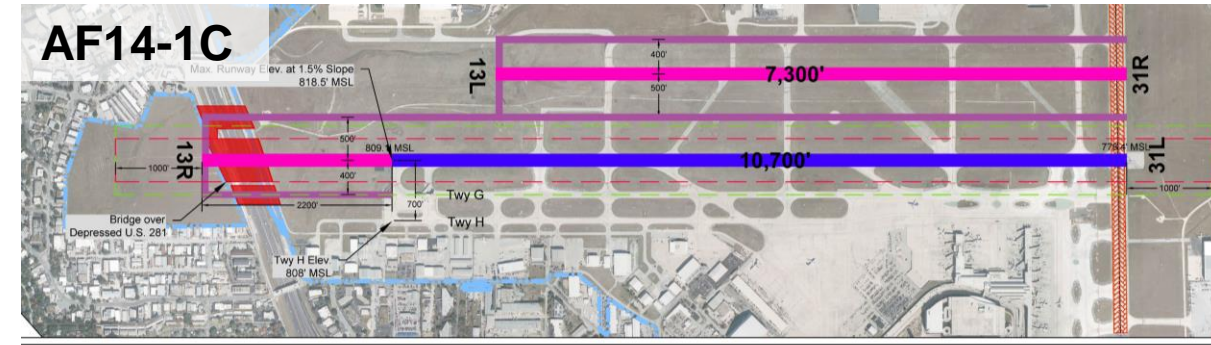 AF14-1C
Max. Runway Elev. at 1.5% Slope
818.5' MSL
13L
400'
500'
7,300'
31R
13R
1000'
500'
400'
809.1' MSL
10,700'
31L
1000'
2200'
700'
Twy G
Twy H
Bridge over
Depressed U.S. 281
Twy H Elev.
808' MSL